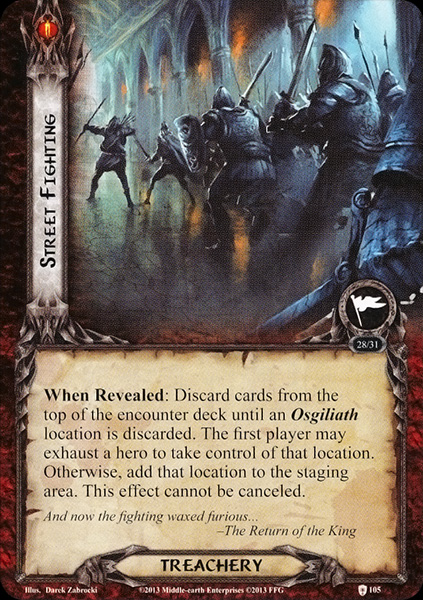 STREET FIGHTING
28/31
When Revealed: Discard cards from the
top of the encounter deck until an Osgiliath
location is discarded. The first player may
exhaust a hero to take control of that location.
Otherwise, add that location to the staging
area. This effect cannot be canceled.
And now the fighting waxed furious...
–The Return of the King
TREACHERY
Illus. Darek Zabrocki
©2013 Middle-earth Enterprises ©2013 FFG
105